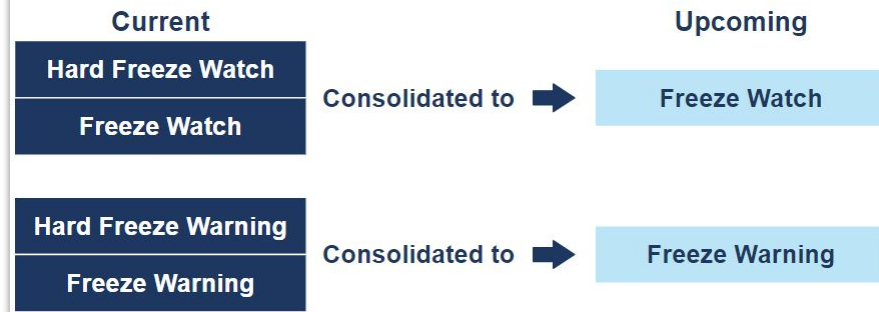 Current
Upcoming
Hard Freeze Watch
Freeze Watch
Consolidated to
Freeze Watch
Hard Freeze Warning
Freeze Warning
Consolidated to
Freeze Warning